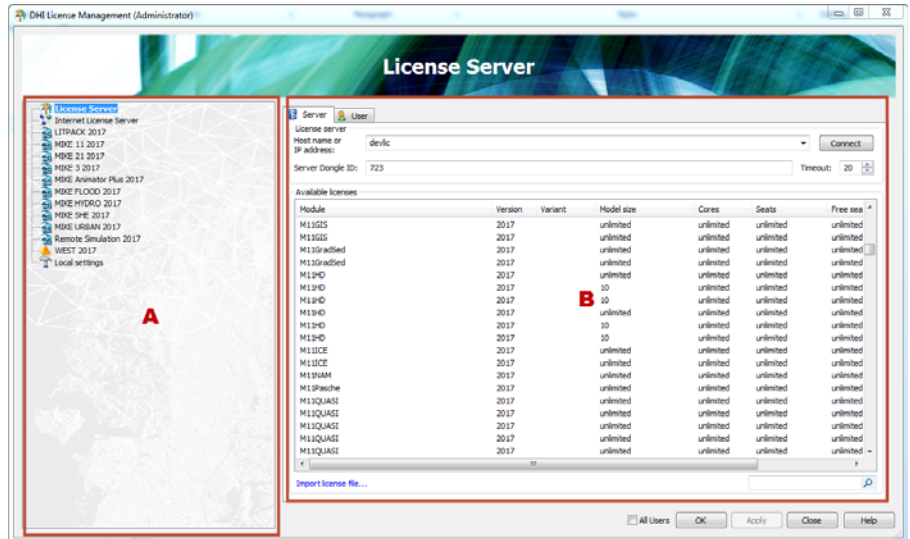 DHI License Management (Administrator)
License Server
License Server
Internet License Server
LITPACK 2017
MIKE 11 2017
MIKE 21 2017
MIKE 3 2017
MIKE Animator Plus 2017
MIKE FLOOD 2017
MIKE HYDRO 2017
MIKE SHE 2017
MIKE URBAN 2017
Remote Simulation 2017
WEST 2017
Local settings
A
Server User
License server
Host name or
IP address: devlic Connect
Server Dongle ID: 723 Timeout: 20
Available licenses
Module Version Variant Model size Cores Seats Free sea
M11GIS 2017 unlimited unlimited unlimited unlimited
M11GIS 2017 unlimited unlimited unlimited unlimited
M11GradSed 2017 unlimited unlimited unlimited unlimited
M11GradSed 2017 unlimited unlimited unlimited unlimited
M11HD 2017 unlimited unlimited unlimited unlimited
M11HD 2017 10 unlimited unlimited unlimited
M11HD 2017 B 10 unlimited unlimited unlimited
M11HD 2017 unlimited unlimited unlimited unlimited
M11HD 2017 10 unlimited unlimited unlimited
M11HD 2017 10 unlimited unlimited unlimited
M11ICE 2017 unlimited unlimited unlimited unlimited
M11ICE 2017 unlimited unlimited unlimited unlimited
M11NAM 2017 unlimited unlimited unlimited unlimited
M11Pasche 2017 unlimited unlimited unlimited unlimited
M11QUASI 2017 unlimited unlimited unlimited unlimited
M11QUASI 2017 unlimited unlimited unlimited unlimited
M11QUASI 2017 unlimited unlimited unlimited unlimited
M11QUASI 2017 unlimited unlimited unlimited unlimited
M11QUASI 2017 unlimited unlimited unlimited unlimited
Import license file...
All Users OK Apply Close Help